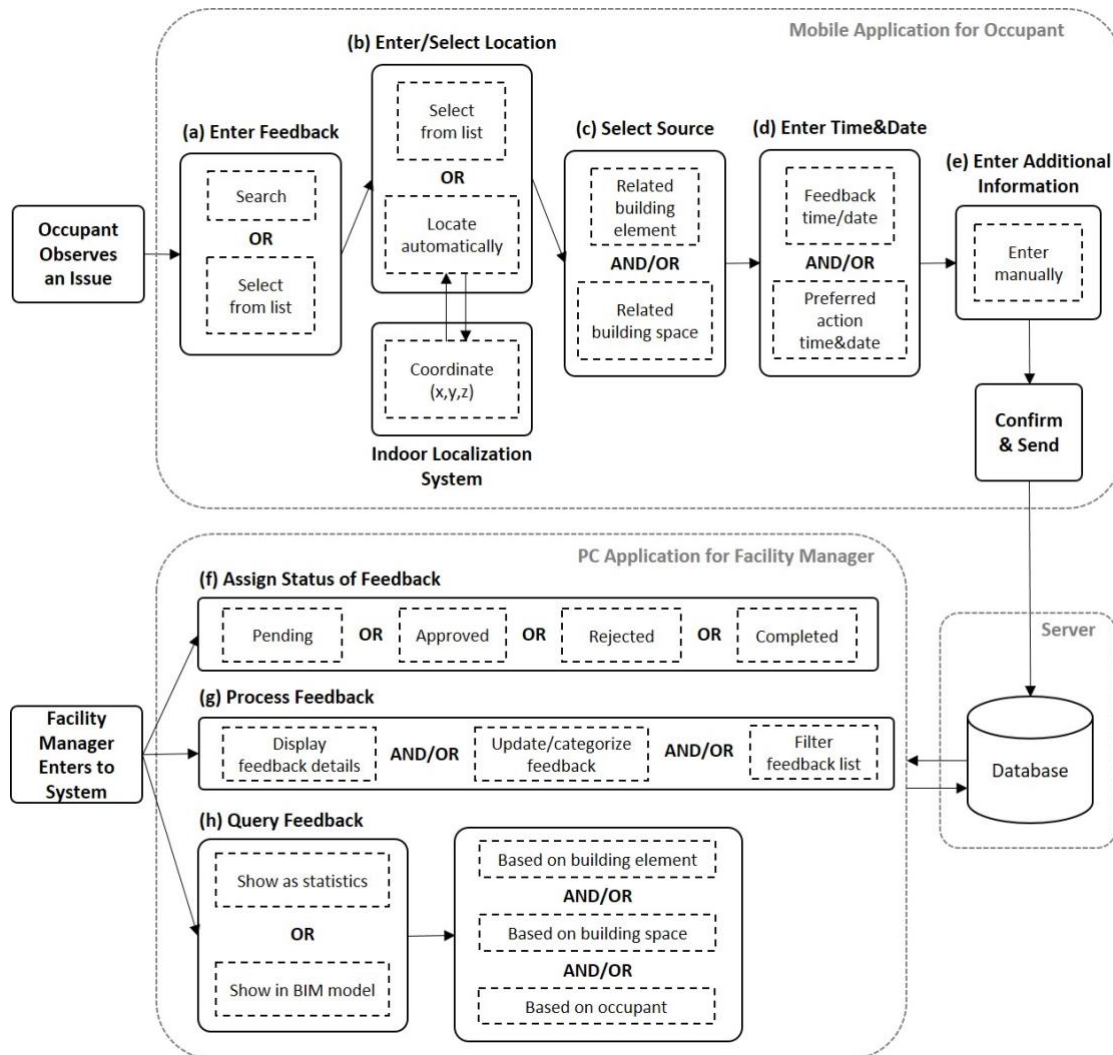 Mobile Application for Occupant
(b) Enter/Select Location
Select
from list
OR
Locate
automatically
(a) Enter Feedback
Search
OR
Select
from list
(c) Select Source
Related
building
element
AND/OR
Related
building space
(d) Enter Time&Date
Feedback
time/date
AND/OR
Preferred
action
time&date
(e) Enter Additional
Information
Enter
manually
Occupant
Observes
an Issue
Coordinate
(x,y,z)
Indoor Localization
System
Confirm
& Send
PC Application for Facility Manager
(f) Assign Status of Feedback
Pending OR Approved OR Rejected OR Completed
Server
Database
Facility
Manager
Enters to
System
(g) Process Feedback
Display
feedback details
AND/OR
Update/categorize
feedback
AND/OR
Filter
feedback list
(h) Query Feedback
Show as statistics
OR
Show in BIM model
Based on building element
AND/OR
Based on building space
AND/OR
Based on occupant